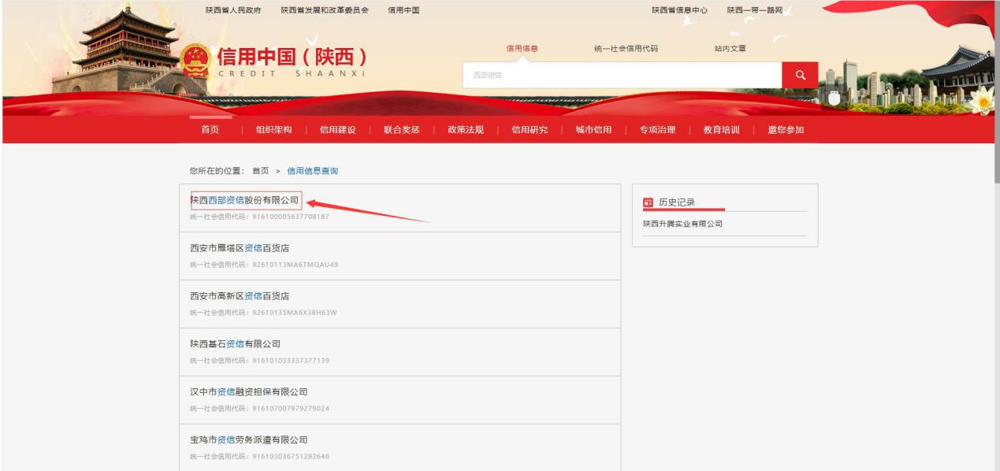 陕西省人民政府 陕西省发展和改革委员会 信用中国 陕西省信息中心 陕西一带一路网
信用信息 统一社会信用代码 站内文章
信用中国（陕西）
CREDIT SHAANXI
西部资信
首页 组织架构 信用建设 联合奖惩 政策法规 信用研究 城市信用 专项治理 教育培训 邀您参加
您所在的位置： 首页 > 信用信息查询
陕西西部资信股份有限公司
统一社会信用代码：916100005637708187
西安市雁塔区资信百货店
统一社会信用代码：92610113MA6TMQAU49
西安市高新区资信百货店
统一社会信用代码：92610135MA6X38H63W
陕西基石资信有限公司
统一社会信用代码：916101033337377139
汉中市资信融资担保有限公司
统一社会信用代码：916107007979279024
宝鸡市资信劳务派遣有限公司
统一社会信用代码：916103036751282646
历史记录
陕西升腾实业有限公司